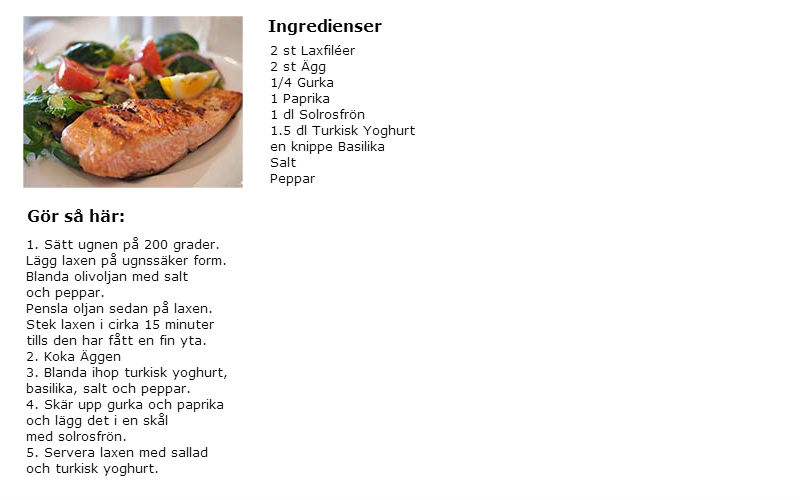 Ingredienser
2 st Laxfiléer
2 st Ägg
1/4 Gurka
1 Paprika
1 dl Solrosfrön
1.5 dl Turkisk Yoghurt
en knippe Basilika
Salt
Peppar
Gör så här:
1. Sätt ugnen på 200 grader.
Lägg laxen på ugnssäker form.
Blanda olivoljan med salt
och peppar.
Pensla oljan sedan på laxen.
Stek laxen i cirka 15 minuter
tills den har fått en fin yta.
2. Koka Äggen
3. Blanda ihop turkisk yoghurt,
basilika, salt och peppar.
4. Skär upp gurka och paprika
och lägg det i en skål
med solrosfrön.
5. Servera laxen med sallad
och turkisk yoghurt.